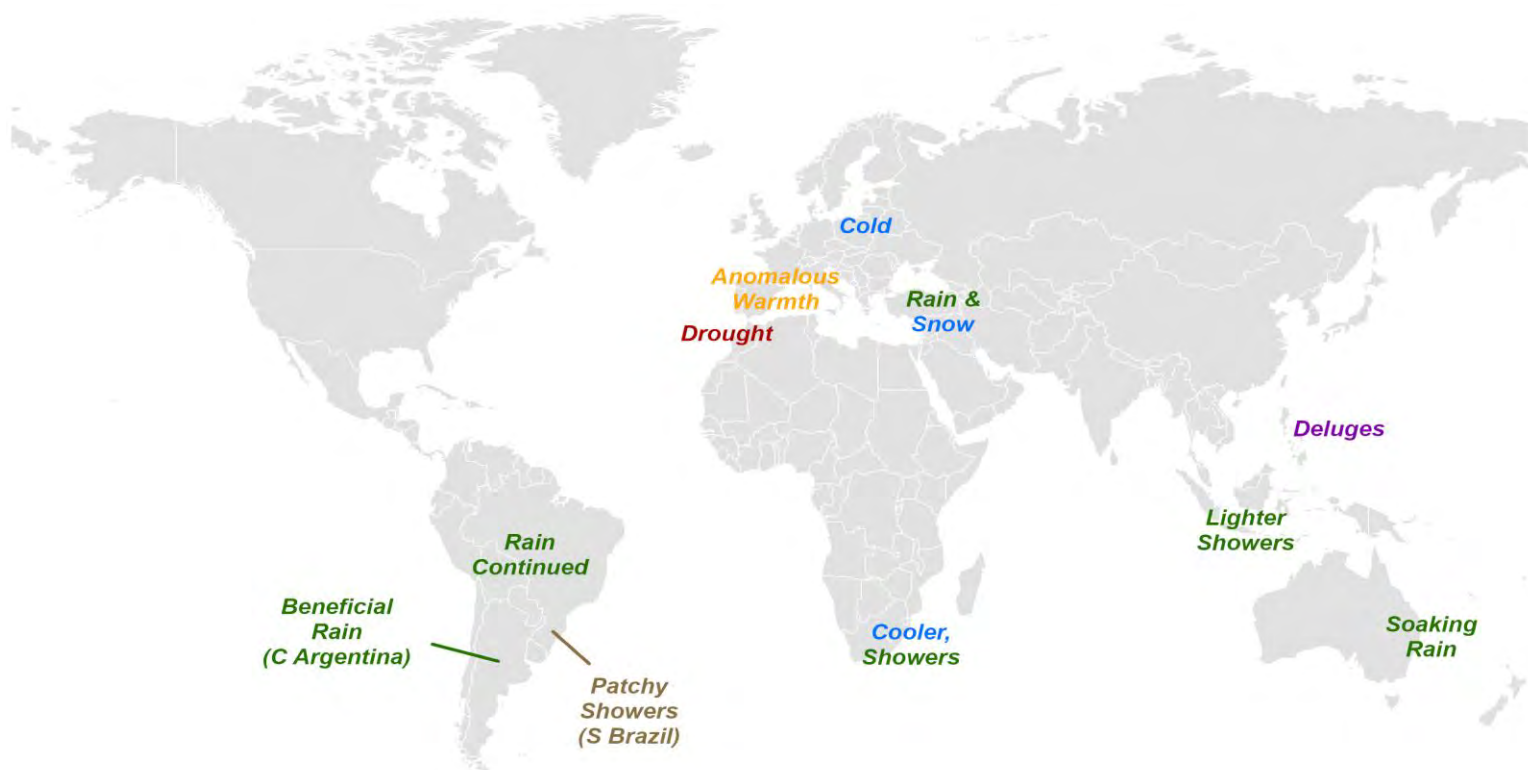 Cold
Anomalous
Warmth
Rain &
Snow
Drought
Deluges
Lighter
Showers
Rain
Continued
Beneficial
Rain
(C Argentina)
Cooler,
Showers
Soaking
Rain
Patchy
Showers
(S Brazil)